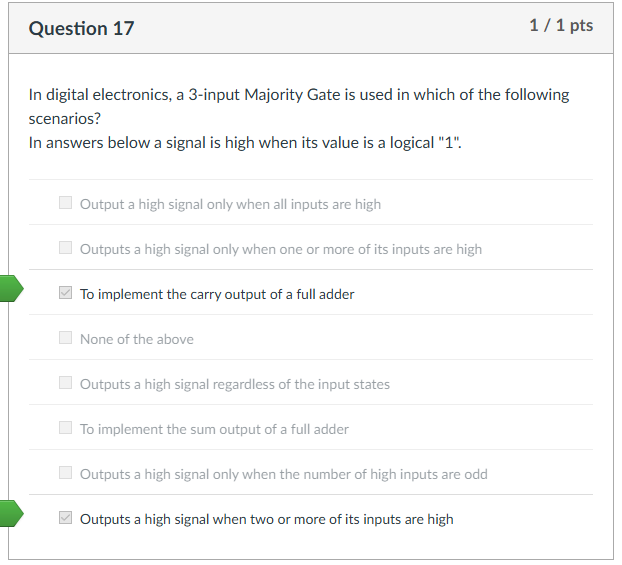 Question 17
1 / 1 pts
In digital electronics, a 3-input Majority Gate is used in which of the following
scenarios?
In answers below a signal is high when its value is a logical "1".
Output a high signal only when all inputs are high
Outputs a high signal only when one or more of its inputs are high
To implement the carry output of a full adder
None of the above
Outputs a high signal regardless of the input states
To implement the sum output of a full adder
Outputs a high signal only when the number of high inputs are odd
Outputs a high signal when two or more of its inputs are high